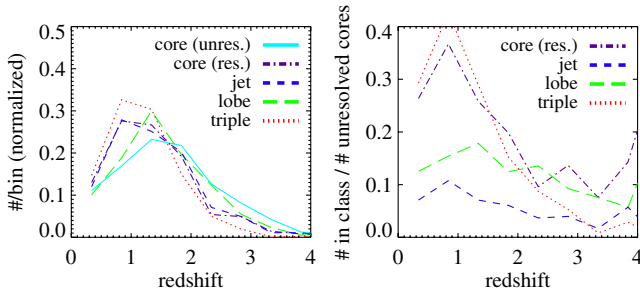 #/bin (normalized)
0.5
0.4
0.3
0.2
0.1
0.0
core (unres.)
core (res.)
jet
lobe
triple
0 1 2 3 4
redshift
# in class / # unresolved cores
0.4
0.3
0.2
0.1
0.0
core (res.)
jet
lobe
triple
0 1 2 3 4
redshift